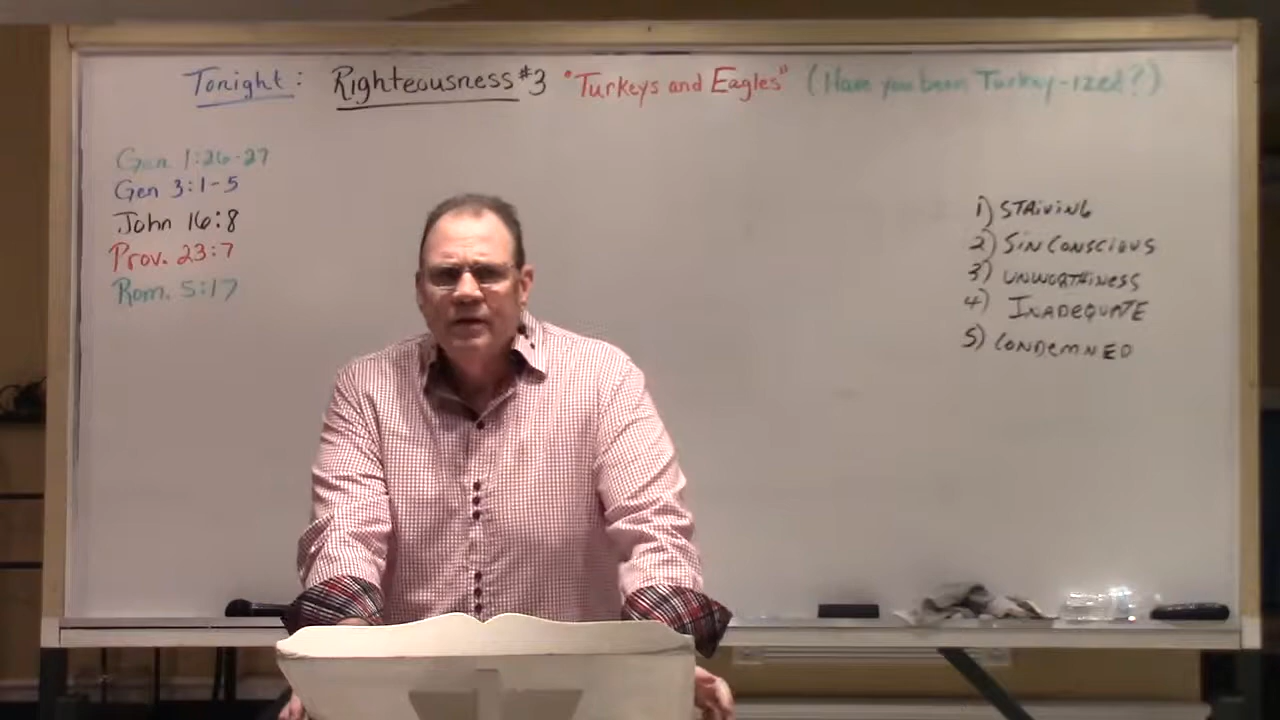 Tonight: Righteousness #3 "Turkeys and Eagles" (Have you been Turkey-ized?)
Gen 1:26-27
Gen 3:1-5
John 16:8
Prov. 23:7
Rom. 5:17
1) STRIVING
2) SIN CONSCIOUS
3) UNWORTHINESS
4) INADEQUATE
5) CONDEMNED